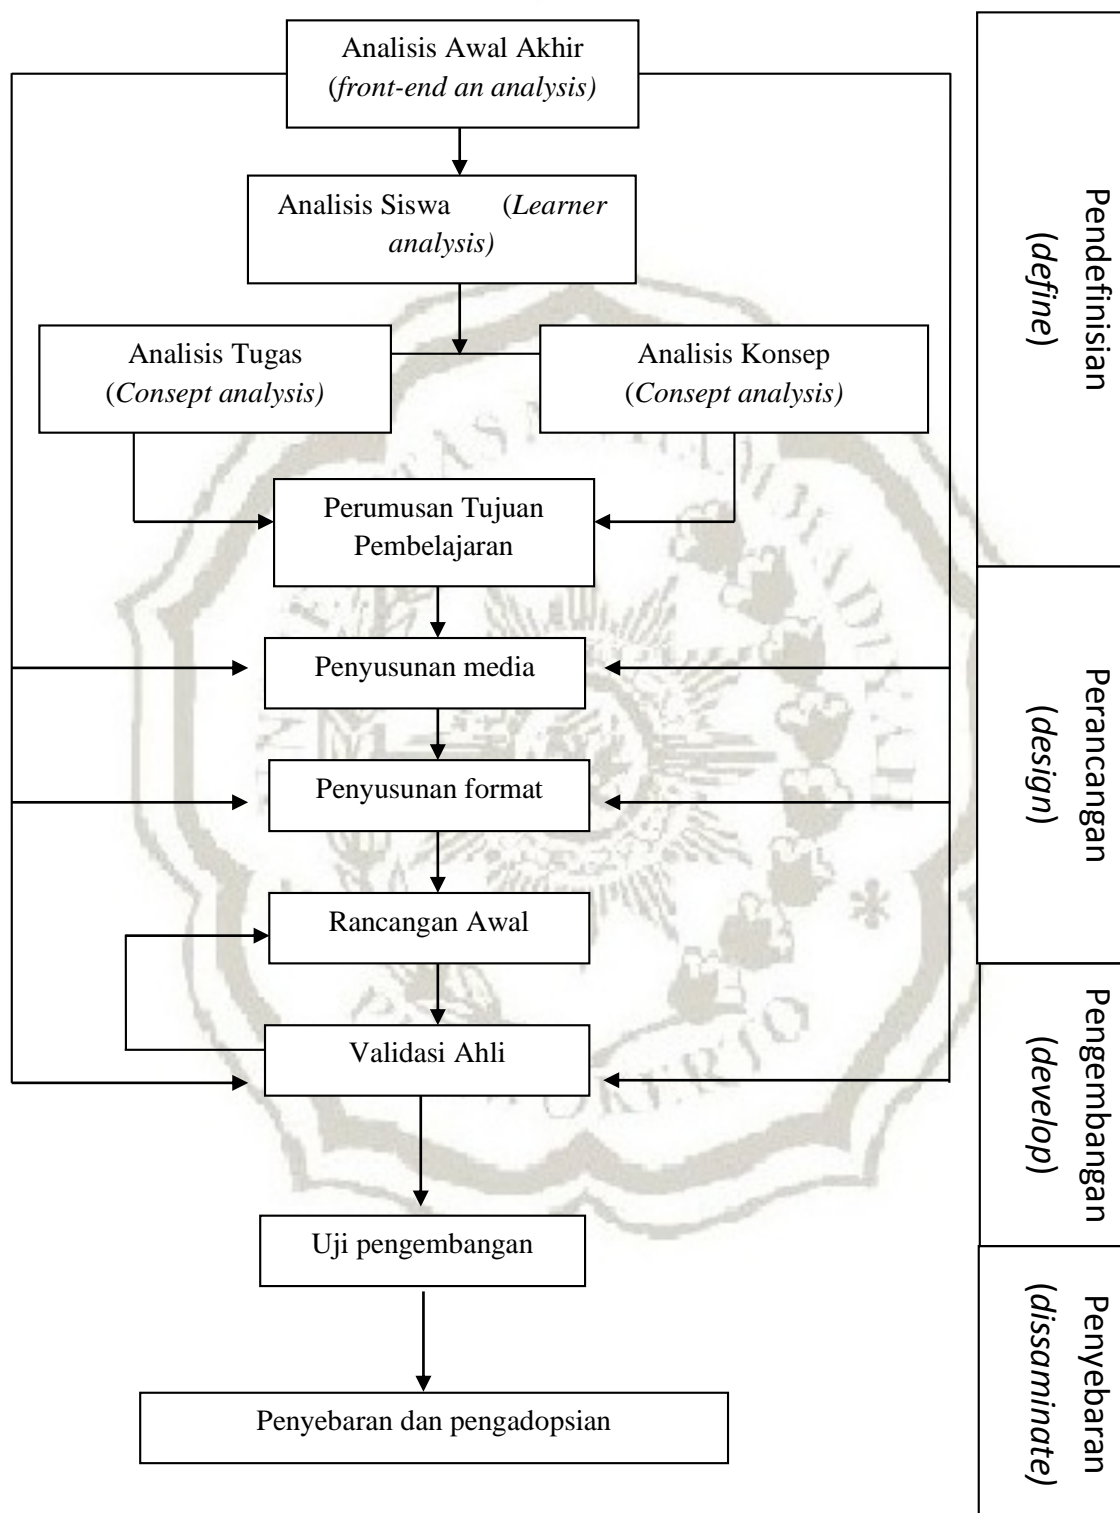 Analisis Awal Akhir
(front-end an analysis)
Analisis Siswa (Learner
analysis)
Analisis Tugas
(Consept analysis)
Analisis Konsep
(Consept analysis)
Perumusan Tujuan
Pembelajaran
Penyusunan media
Penyusunan format
Rancangan Awal
Validasi Ahli
Uji pengembangan
Penyebaran dan pengadopsian
Pendefinisian
(define)
Perancangan
(design)
Pengembangan
(develop)
Penyebaran
(dissaminate)